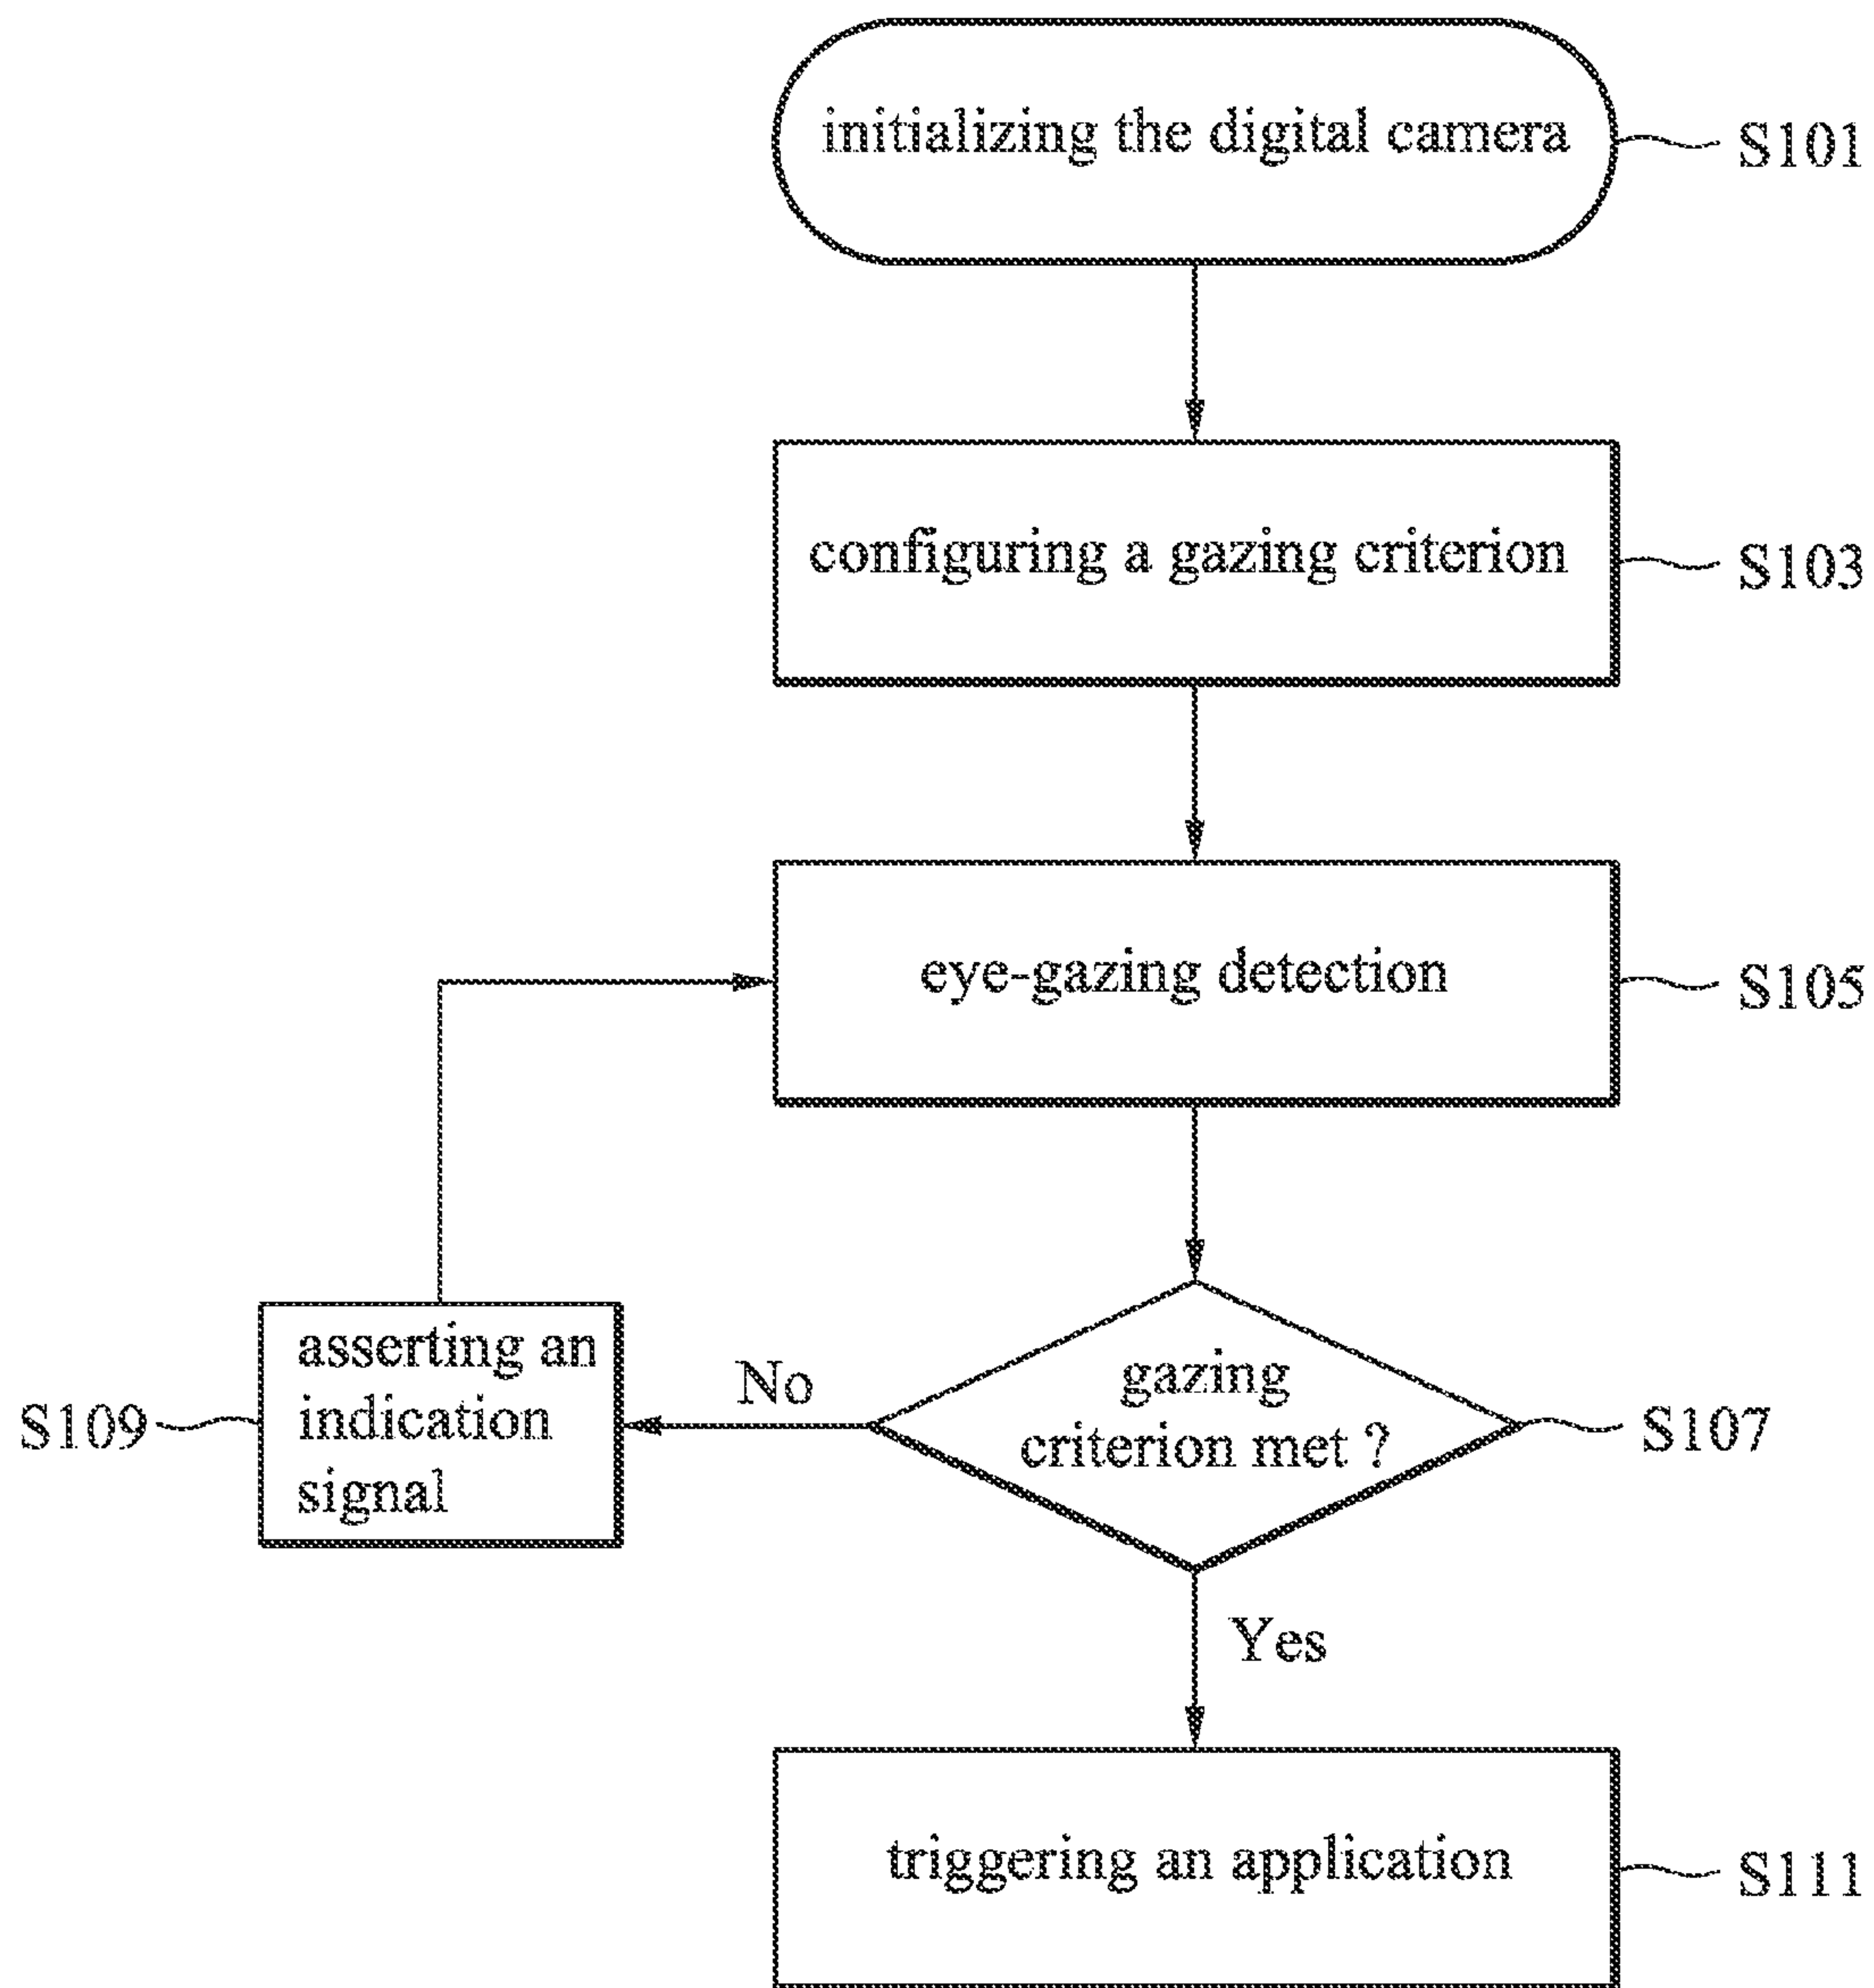 initializing the digital camera
S101
configuring a gazing criterion
S103
eye-gazing detection
S105
asserting an
indication
signal
S109
No
gazing
criterion met ?
S107
Yes
triggering an application
S111